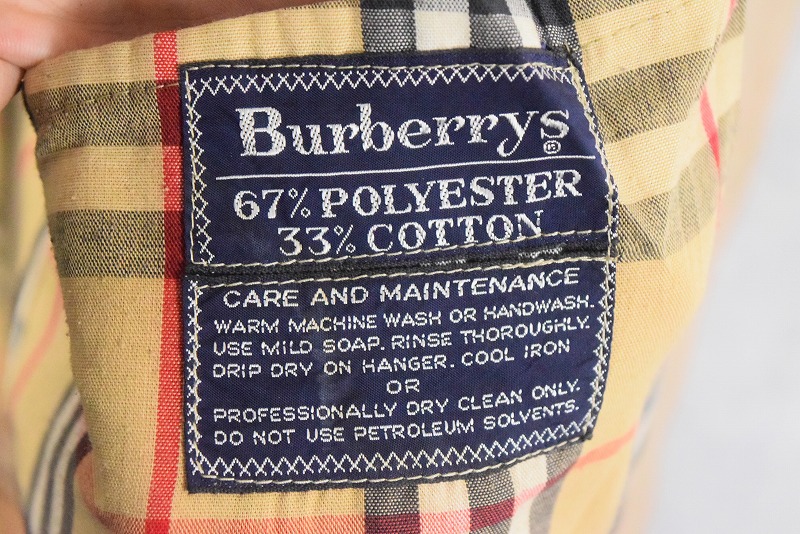 Burberrys®
67% POLYESTER
33% COTTON
CARE AND MAINTENANCE
WARM MACHINE WASH OR HANDWASH.
USE MILD SOAP. RINSE THOROUGHLY.
DRIP DRY ON HANGER. COOL IRON
OR
PROFESSIONALLY DRY CLEAN ONLY.
DO NOT USE PETROLEUM SOLVENTS.